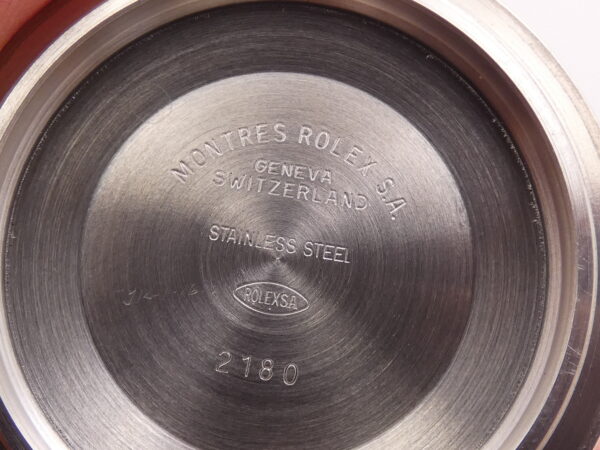 MONTRES ROLEX S.A.
GENEVA
SWITZERLAND
STAINLESS STEEL
ROLEXSA
2180